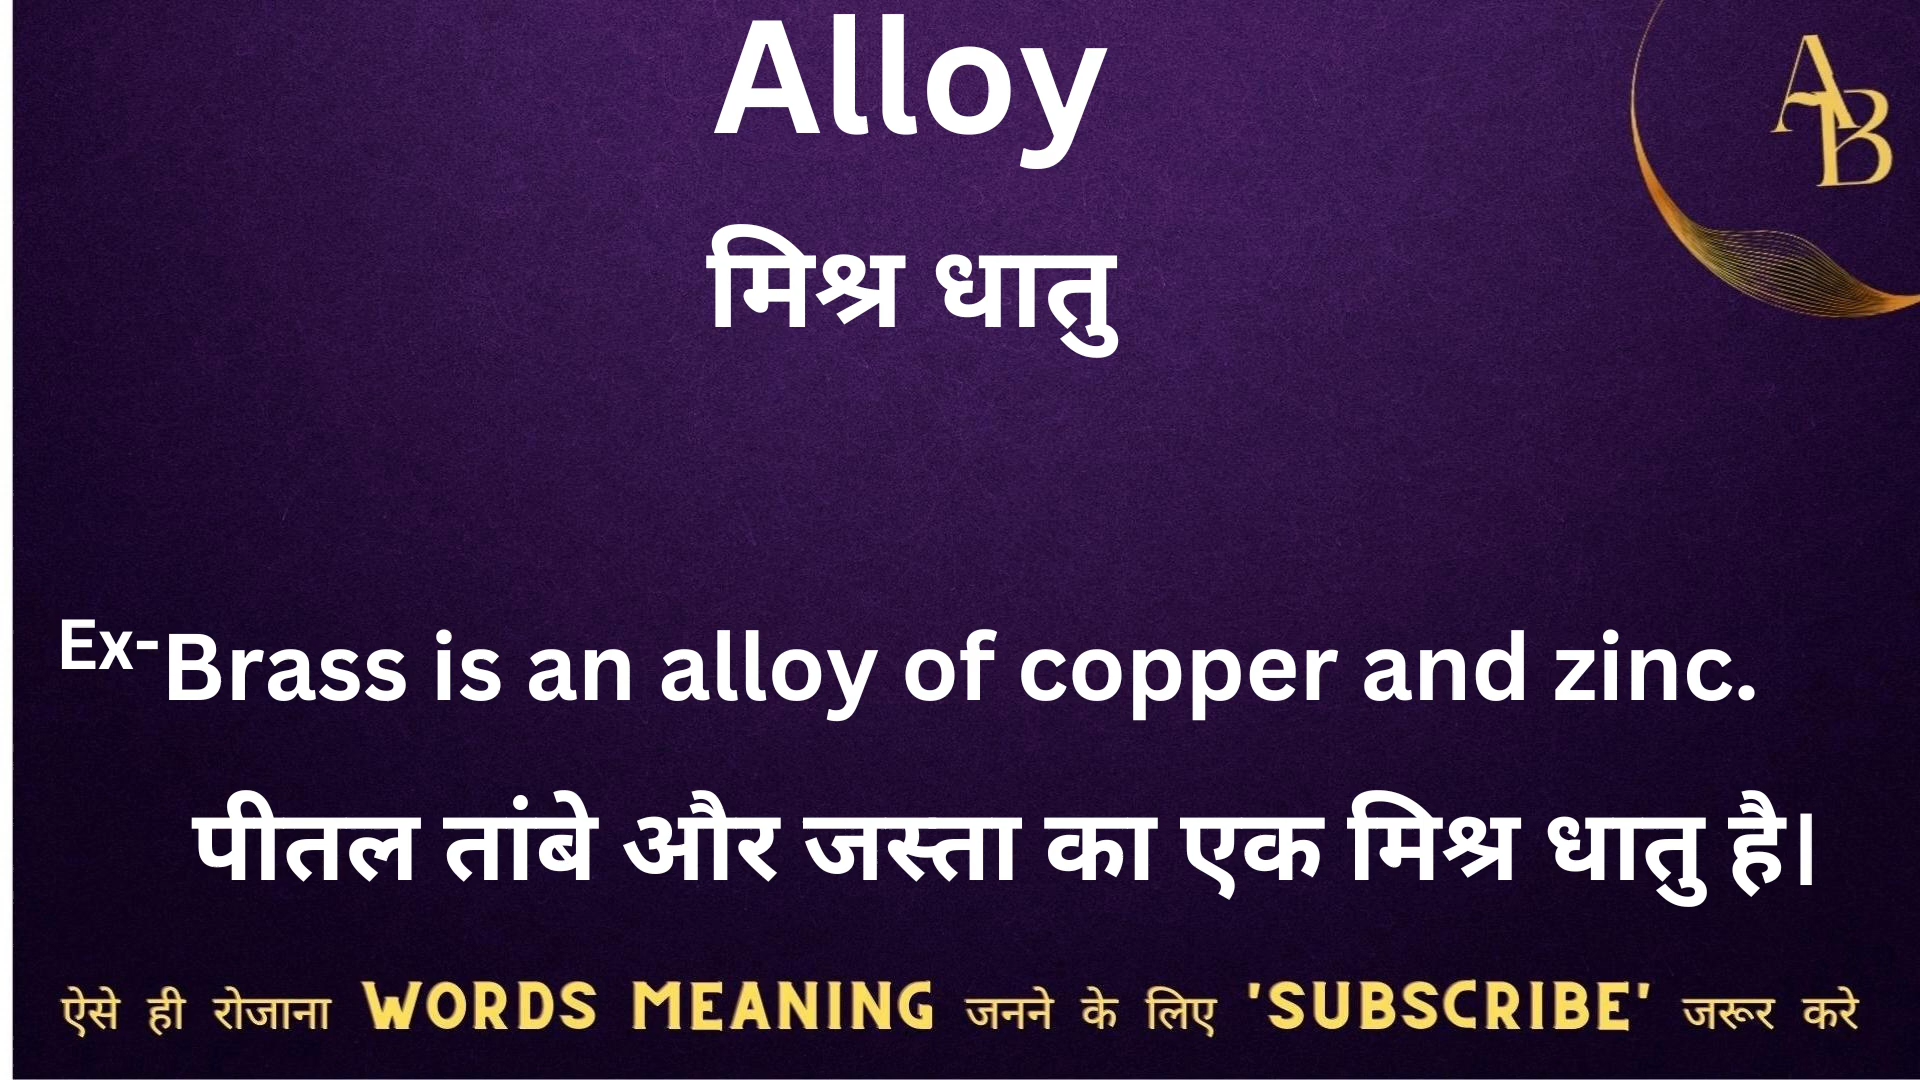 Alloy
AB
मिश्र धातु
Ex-Brass is an alloy of copper and zinc.
पीतल तांबे और जस्ता का एक मिश्र धातु है।
ऐसे ही रोजाना WORDS MEANING जनने के लिए 'SUBSCRIBE' जरूर करे